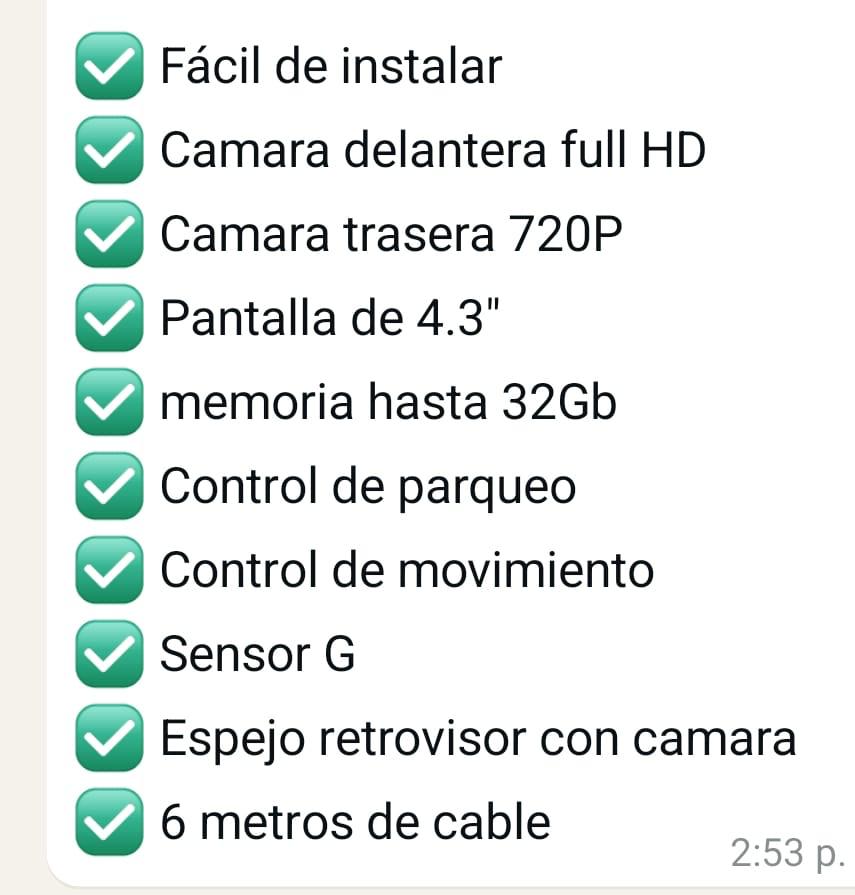 ✅ Fácil de instalar
✅ Camara delantera full HD
✅ Camara trasera 720P
✅ Pantalla de 4.3"
✅ memoria hasta 32Gb
✅ Control de parqueo
✅ Control de movimiento
✅ Sensor G
✅ Espejo retrovisor con camara
✅ 6 metros de cable
2:53 p.